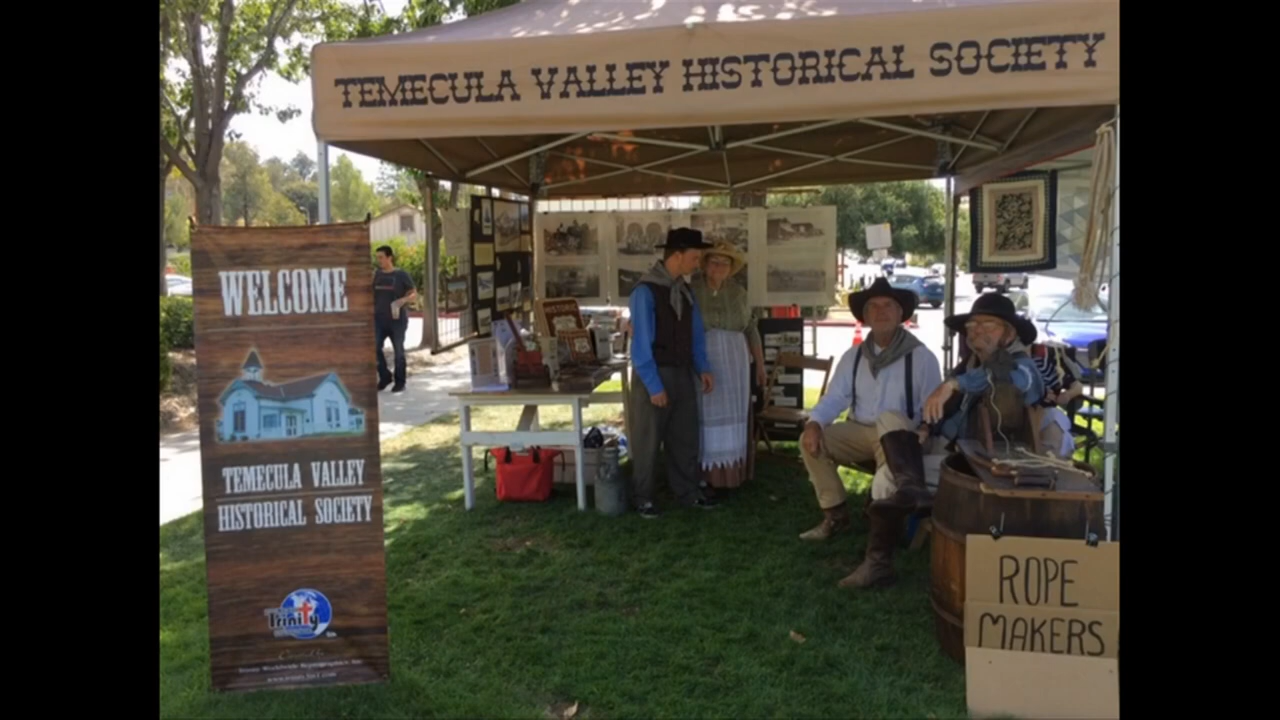 TEMECULA VALLEY HISTORICAL SOCIETY
WELCOME
TEMECULA VALLEY
HISTORICAL SOCIETY
Trinity
ROPE
MAKERS